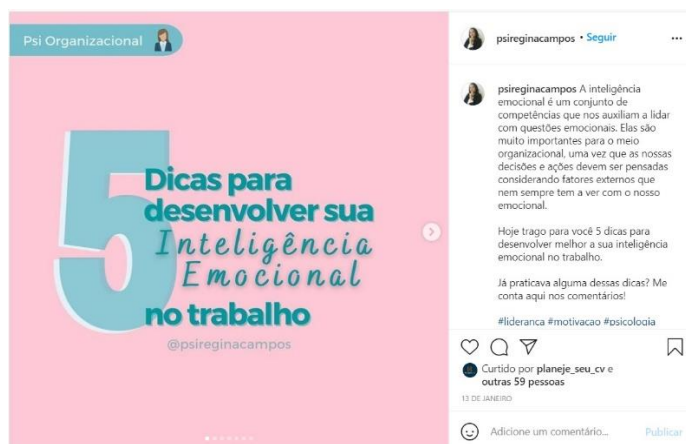 Psi Organizacional
5
Dicas para
desenvolver sua
Inteligência
Emocional
no trabalho
@psireginacampos
psireginacampos • Seguir
...
psireginacampos A inteligência
emocional é um conjunto de
competências que nos auxiliam a lidar
com questões emocionais. Elas são
muito importantes para o meio
organizacional, uma vez que as nossas
decisões e ações devem ser pensadas
considerando fatores externos que
nem sempre tem a ver com o nosso
emocional.
Hoje trago para você 5 dicas para
desenvolver melhor a sua inteligência
emocional no trabalho.
Já praticava alguma dessas dicas? Me
conta aqui nos comentários!
#lideranca #motivacao #psicologia
Curtido por planeje_seu_cv e
outras 59 pessoas
13 DE JANEIRO
Adicione um comentário... Publicar